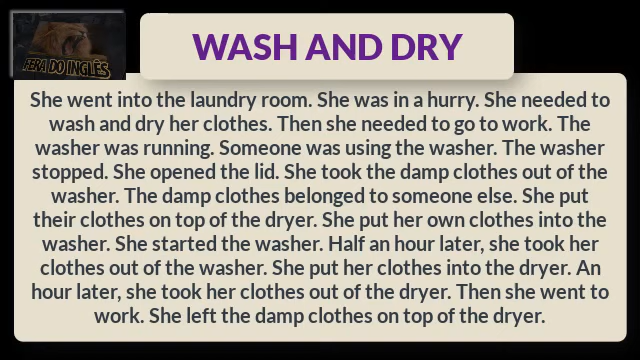 FERA DO INGLÊS
WASH AND DRY
She went into the laundry room. She was in a hurry. She needed to
wash and dry her clothes. Then she needed to go to work. The
washer was running. Someone was using the washer. The washer
stopped. She opened the lid. She took the damp clothes out of the
washer. The damp clothes belonged to someone else. She put
their clothes on top of the dryer. She put her own clothes into the
washer. She started the washer. Half an hour later, she took her
clothes out of the washer. She put her clothes into the dryer. An
hour later, she took her clothes out of the dryer. Then she went to
work. She left the damp clothes on top of the dryer.